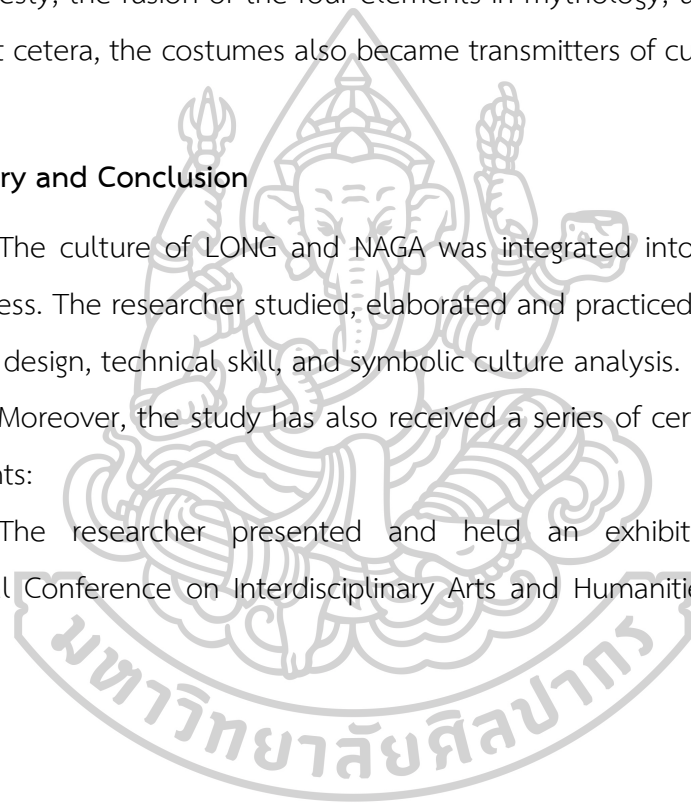 the fusion of the four elements in mythology,
et cetera, the costumes also became transmitters of cu
ry and Conclusion
The culture of LONG and NAGA was integrated into
ess. The researcher studied, elaborated and practiced
design, technical skill, and symbolic culture analysis.
Moreover, the study has also received a series of cer
nts:
The researcher presented and held an exhibit
l Conference on Interdisciplinary Arts and Humanitie
มหาวิทยาลัยศิลปากร